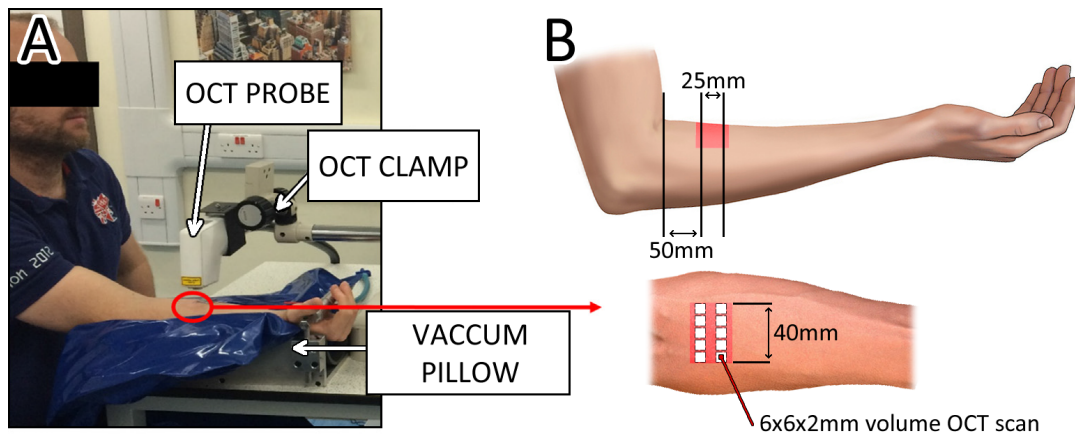 A
OCT PROBE
OCT CLAMP
on 2012
VACCUM
PILLOW
B
25mm
50mm
40mm
6x6x2mm volume OCT scan